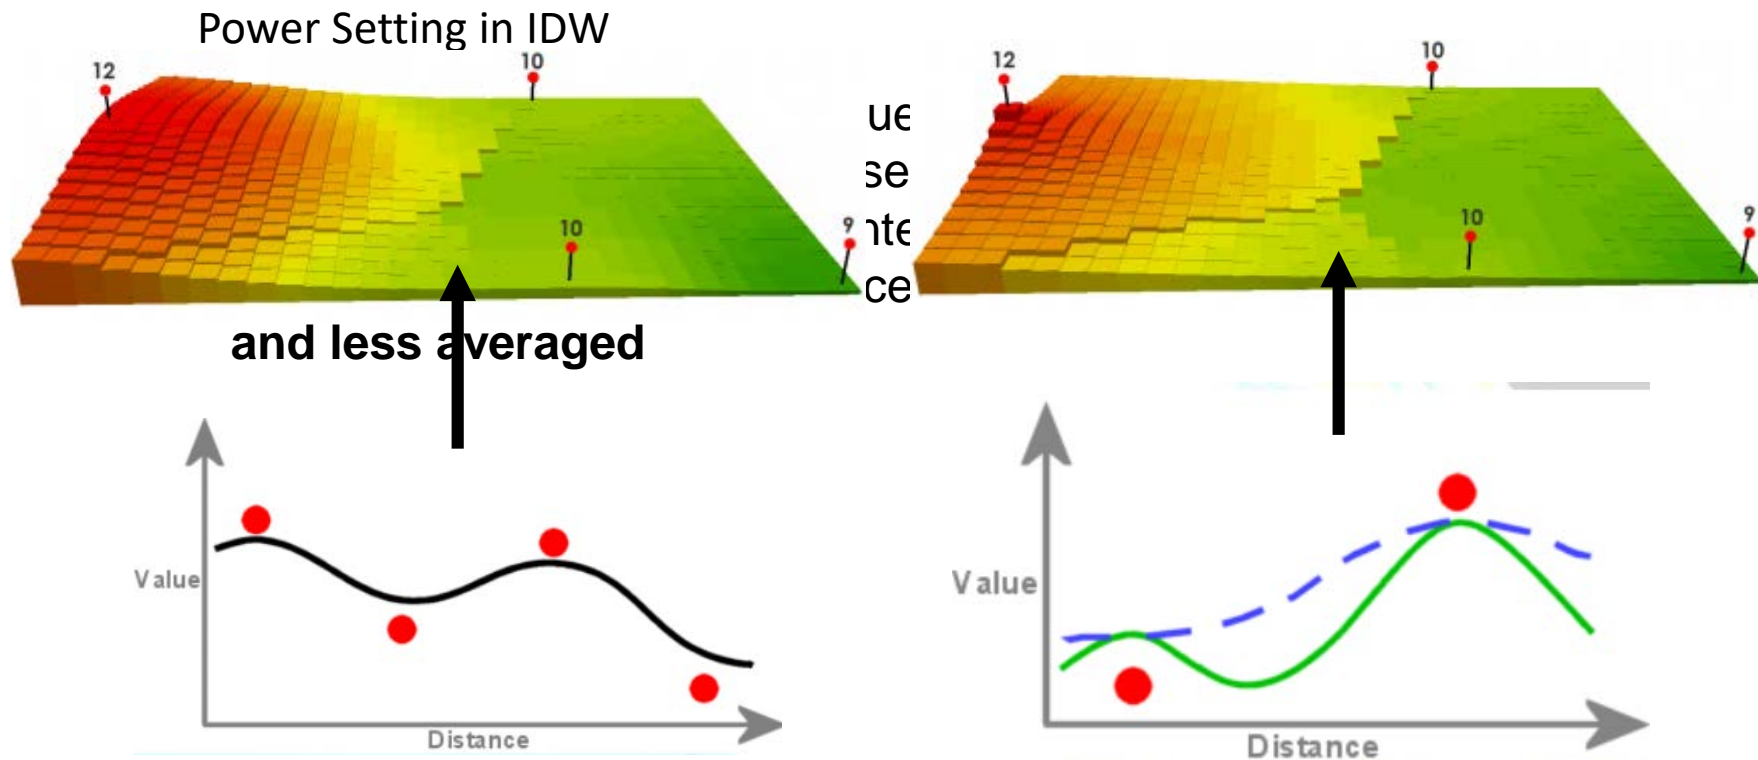 Power Setting in IDW
12
10
10
9
12
10
10
9
and less averaged
Value
Distance
Value
Distance